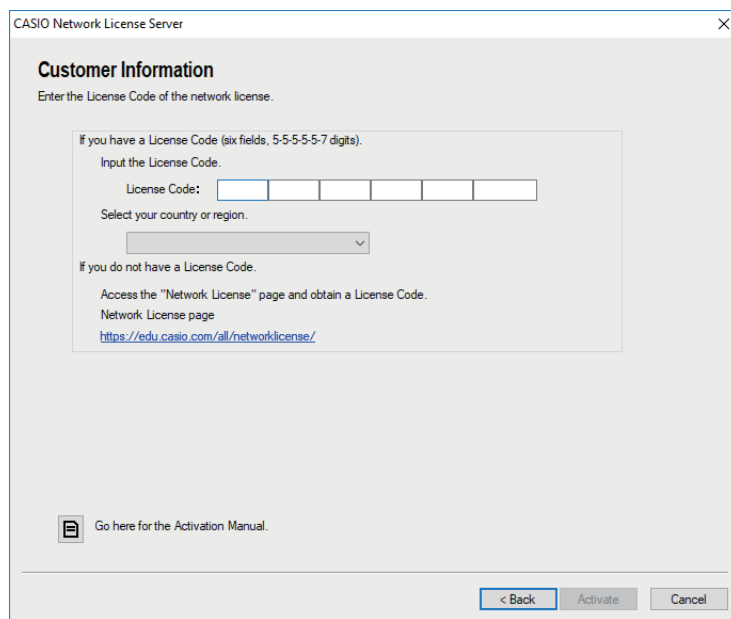 CASIO Network License Server
Customer Information
Enter the License Code of the network license.
If you have a License Code (six fields, 5-5-5-5-5-7 digits).
Input the License Code.
License Code:
Select your country or region.
If you do not have a License Code.
Access the "Network License" page and obtain a License Code.
Network License page
https://edu.casio.com/all/networklicense/
Go here for the Activation Manual.
< Back Activate Cancel